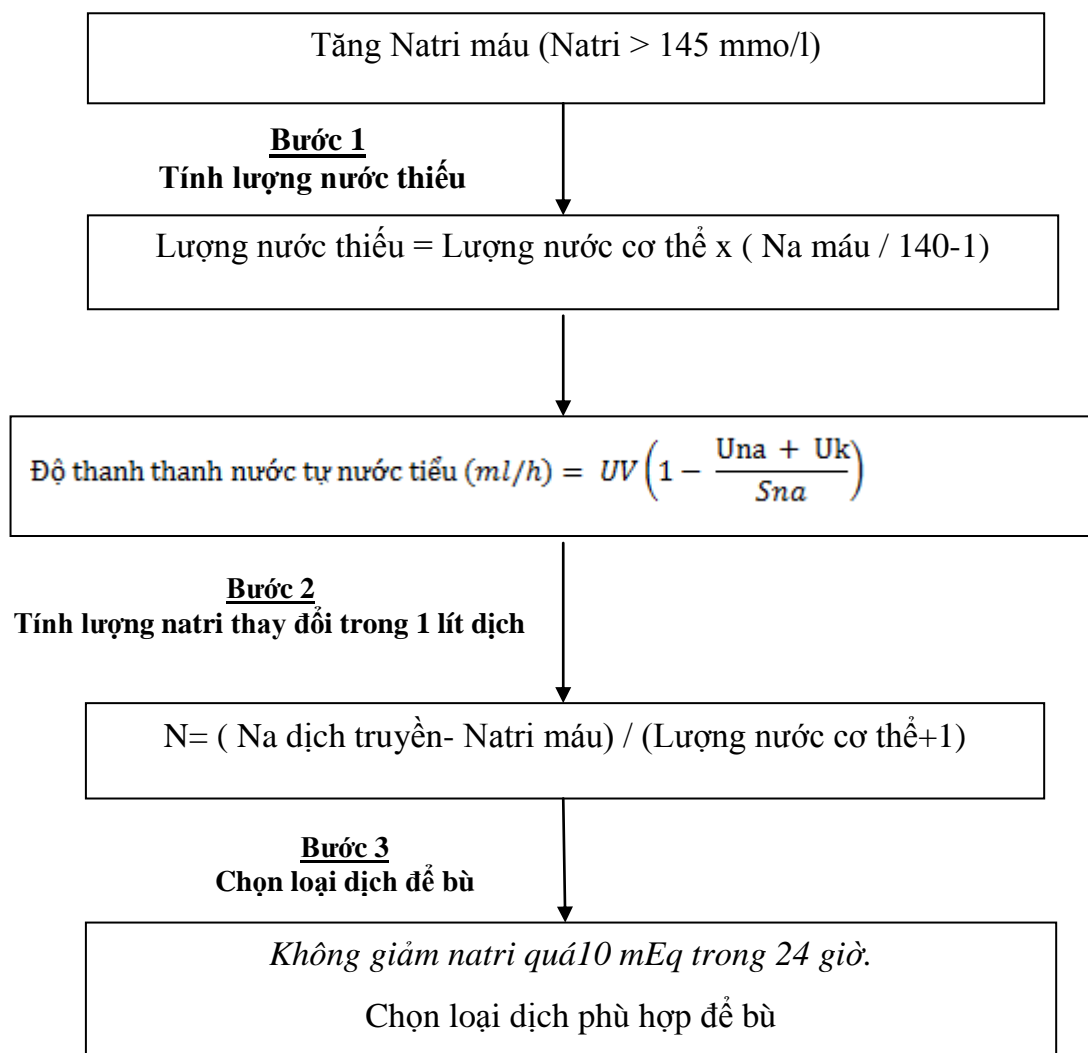 Tăng Natri máu (Natri > 145 mmo/l)
Bước 1
Tính lượng nước thiếu
Lượng nước thiếu = Lượng nước cơ thể x ( Na máu / 140-1)
Độ thanh thanh nước tự nước tiểu (ml/h) = UV(1 − (Una + Uk)/Sna)
Bước 2
Tính lượng natri thay đổi trong 1 lít dịch
N= ( Na dịch truyền- Natri máu) / (Lượng nước cơ thể+1)
Bước 3
Chọn loại dịch để bù
Không giảm natri quá10 mEq trong 24 giờ.
Chọn loại dịch phù hợp để bù